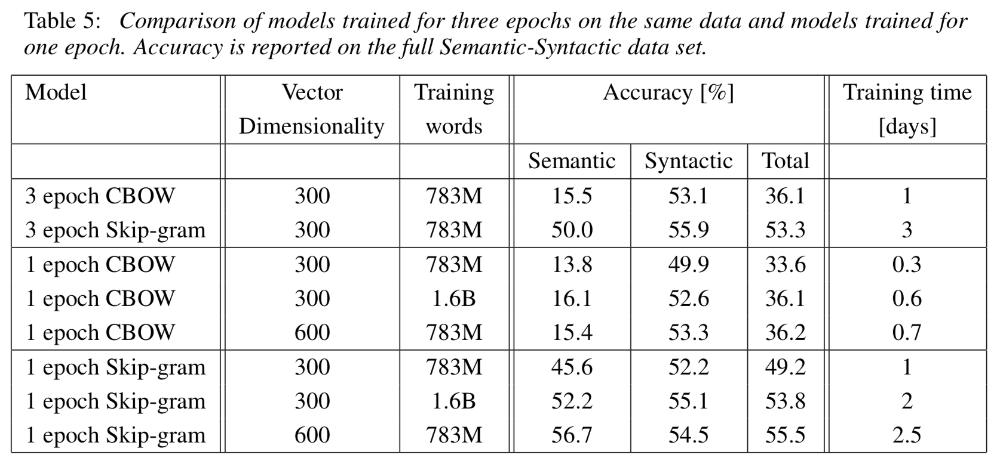 Table 5: Comparison of models trained for three epochs on the same data and models trained for
one epoch. Accuracy is reported on the full Semantic-Syntactic data set.
Model Vector Training Accuracy [%] Training time
Dimensionality words [days]
Semantic Syntactic Total
3 epoch CBOW 300 783M 15.5 53.1 36.1 1
3 epoch Skip-gram 300 783M 50.0 55.9 53.3 3
1 epoch CBOW 300 783M 13.8 49.9 33.6 0.3
1 epoch CBOW 300 1.6B 16.1 52.6 36.1 0.6
1 epoch CBOW 600 783M 15.4 53.3 36.2 0.7
1 epoch Skip-gram 300 783M 45.6 52.2 49.2 1
1 epoch Skip-gram 300 1.6B 52.2 55.1 53.8 2
1 epoch Skip-gram 600 783M 56.7 54.5 55.5 2.5